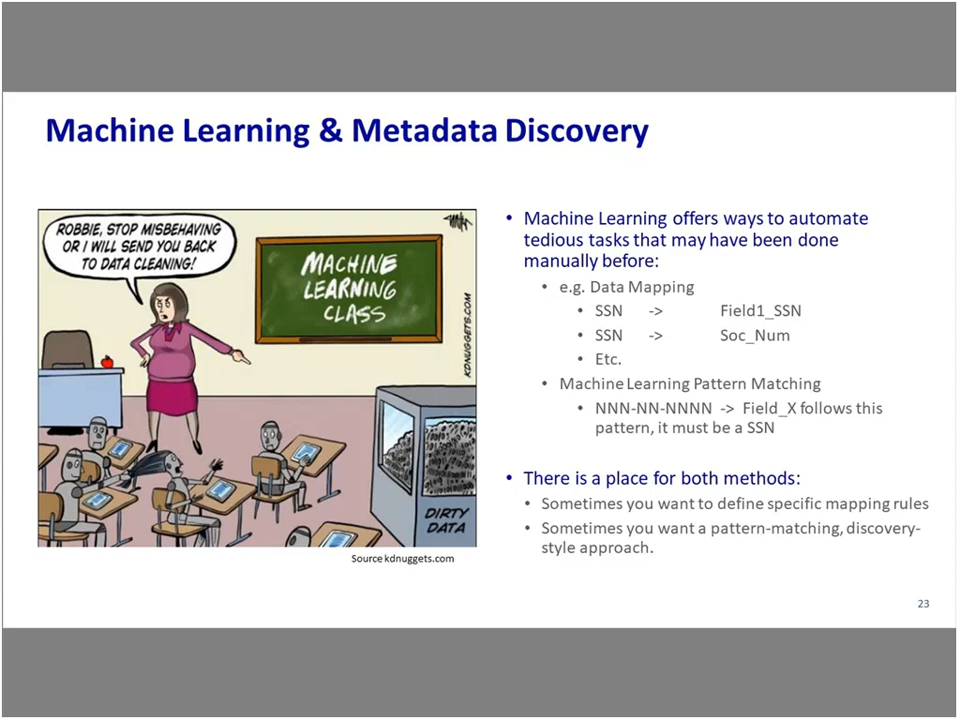 Machine Learning & Metadata Discovery
ROBBIE, STOP MISBEHAVING
OR I WILL SEND YOU BACK
TO DATA CLEANING!
MACHINE
LEARNING
CLASS
KDNUGGETS.COM
DIRTY
DATA
Source kdnuggets.com
• Machine Learning offers ways to automate
tedious tasks that may have been done
manually before:
• e.g. Data Mapping
• SSN -> Field1_SSN
• SSN -> Soc_Num
• Etc.
• Machine Learning Pattern Matching
• NNN-NN-NNNN -> Field_X follows this
pattern, it must be a SSN
• There is a place for both methods:
• Sometimes you want to define specific mapping rules
• Sometimes you want a pattern-matching, discovery-
style approach.
23